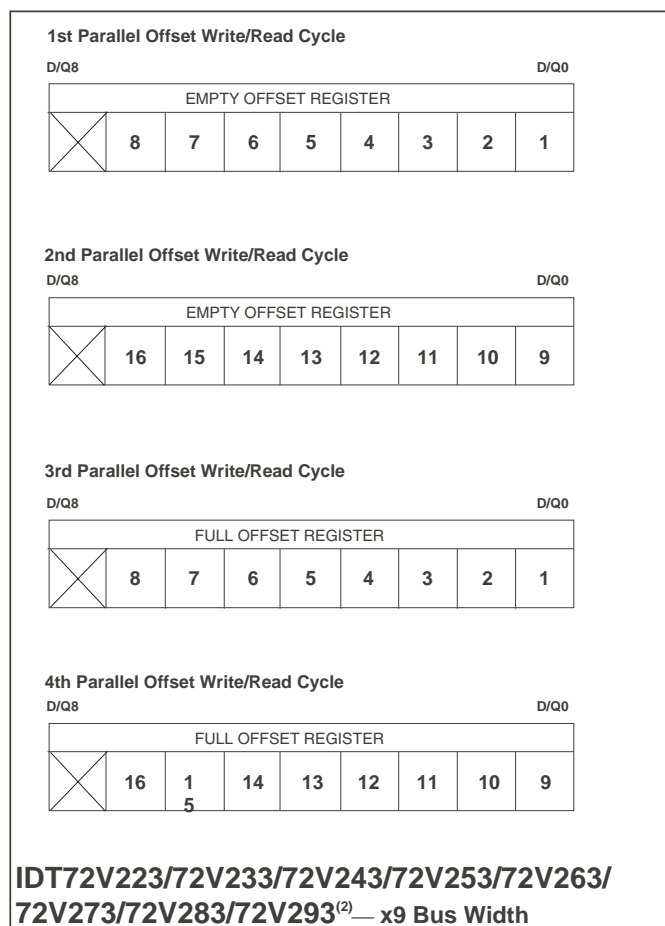 1st Parallel Offset Write/Read Cycle
D/Q8 D/Q0
EMPTY OFFSET REGISTER
8 7 6 5 4 3 2 1
2nd Parallel Offset Write/Read Cycle
D/Q8 D/Q0
EMPTY OFFSET REGISTER
16 15 14 13 12 11 10 9
3rd Parallel Offset Write/Read Cycle
D/Q8 D/Q0
FULL OFFSET REGISTER
8 7 6 5 4 3 2 1
4th Parallel Offset Write/Read Cycle
D/Q8 D/Q0
FULL OFFSET REGISTER
16 1 14 13 12 11 10 9
5
IDT72V223/72V233/72V243/72V253/72V263/
72V273/72V283/72V293(2)— x9 Bus Width